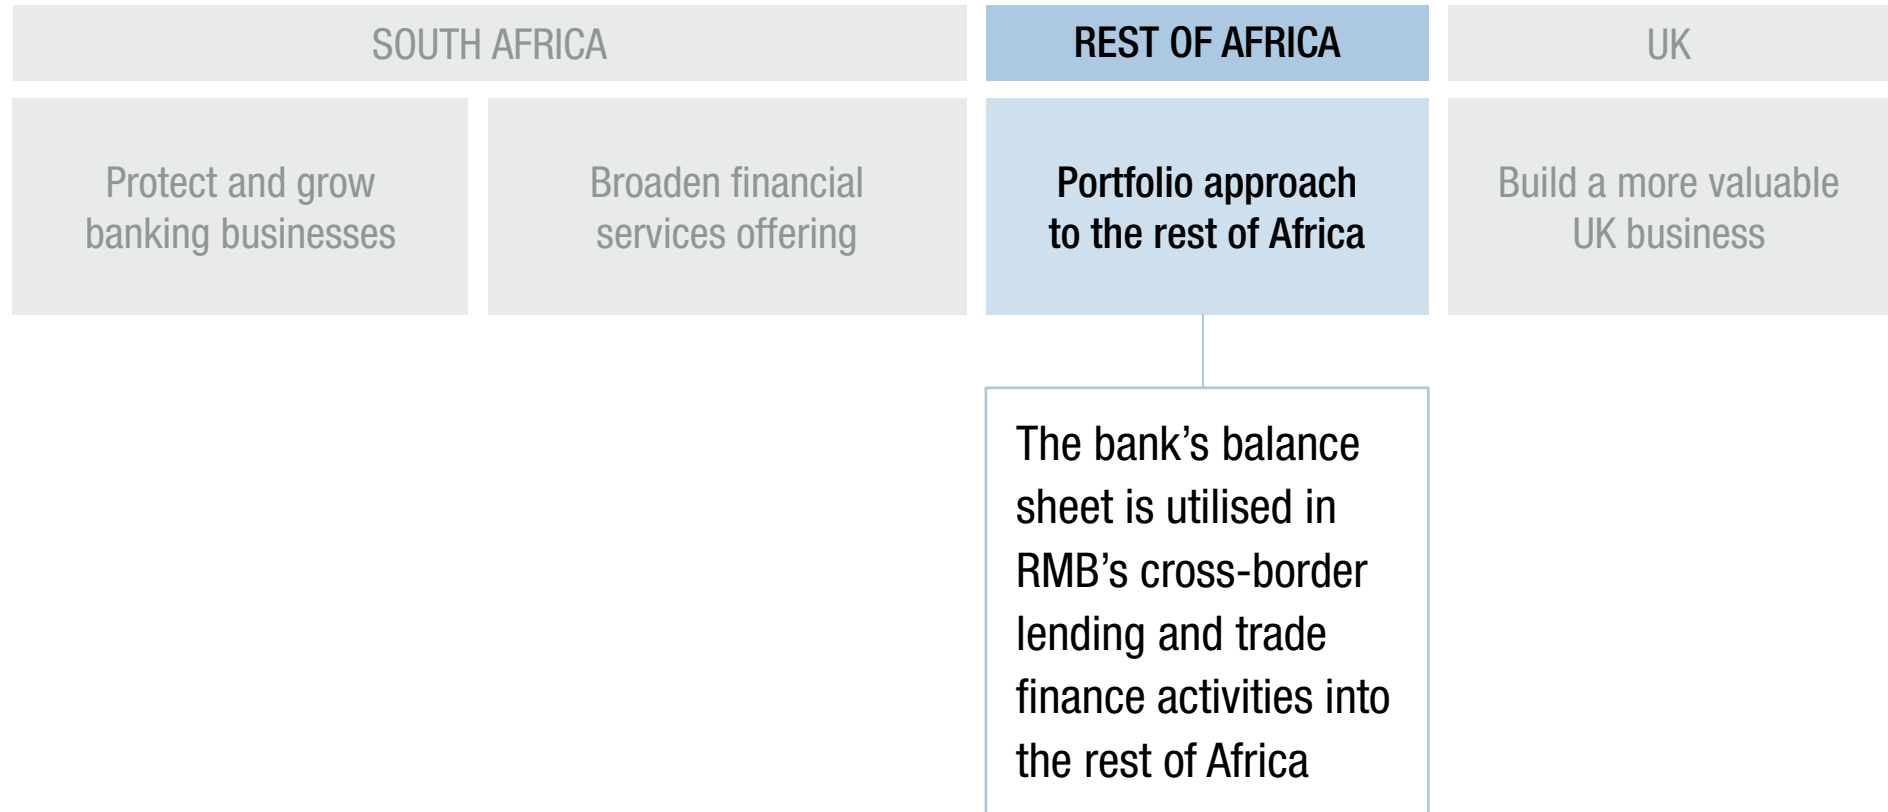 SOUTH AFRICA
REST OF AFRICA
UK
Protect and grow
banking businesses
Broaden financial
services offering
Portfolio approach
to the rest of Africa
Build a more valuable
UK business
The bank’s balance
sheet is utilised in
RMB’s cross-border
lending and trade
finance activities into
the rest of Africa